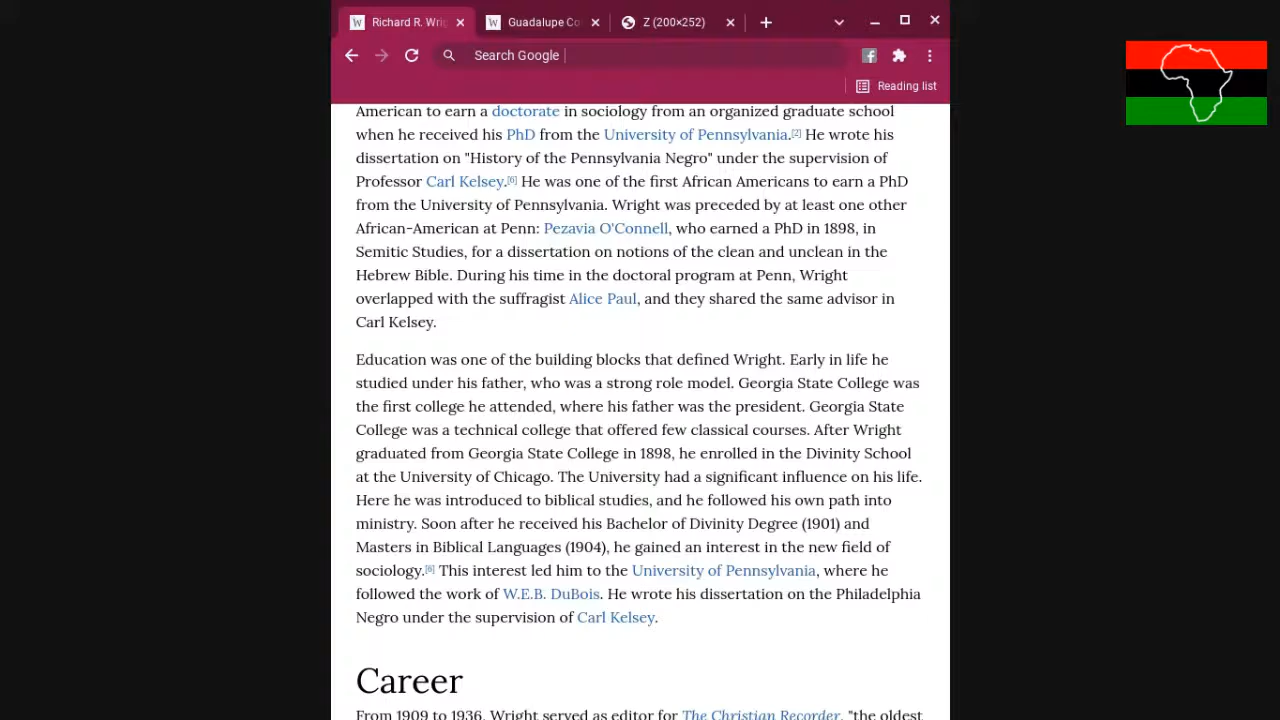 Richard R. Wri
Guadalupe Co
Z (200×252)
Search Google
Reading list
American to earn a doctorate in sociology from an organized graduate school
when he received his PhD from the University of Pennsylvania.[2] He wrote his
dissertation on "History of the Pennsylvania Negro" under the supervision of
Professor Carl Kelsey.[6] He was one of the first African Americans to earn a PhD
from the University of Pennsylvania. Wright was preceded by at least one other
African-American at Penn: Pezavia O'Connell, who earned a PhD in 1898, in
Semitic Studies, for a dissertation on notions of the clean and unclean in the
Hebrew Bible. During his time in the doctoral program at Penn, Wright
overlapped with the suffragist Alice Paul, and they shared the same advisor in
Carl Kelsey.
Education was one of the building blocks that defined Wright. Early in life he
studied under his father, who was a strong role model. Georgia State College was
the first college he attended, where his father was the president. Georgia State
College was a technical college that offered few classical courses. After Wright
graduated from Georgia State College in 1898, he enrolled in the Divinity School
at the University of Chicago. The University had a significant influence on his life.
Here he was introduced to biblical studies, and he followed his own path into
ministry. Soon after he received his Bachelor of Divinity Degree (1901) and
Masters in Biblical Languages (1904), he gained an interest in the new field of
sociology.[6] This interest led him to the University of Pennsylvania, where he
followed the work of W.E.B. DuBois. He wrote his dissertation on the Philadelphia
Negro under the supervision of Carl Kelsey.
Career
From 1909 to 1936, Wright served as editor for The Christian Recorder, "the oldest